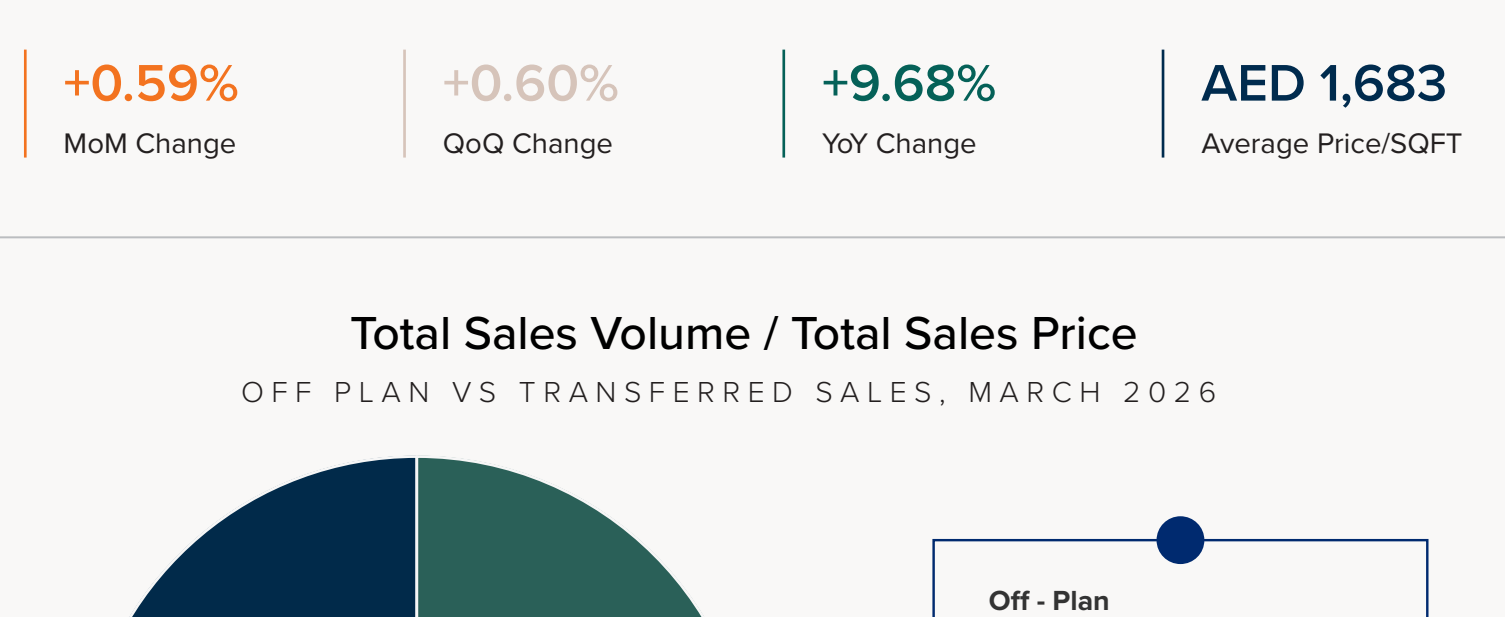 +0.59%
MoM Change
+0.60%
QoQ Change
+9.68%
YoY Change
AED 1,683
Average Price/SQFT
Total Sales Volume / Total Sales Price
OFF PLAN VS TRANSFERRED SALES, MARCH 2026
Off - Plan